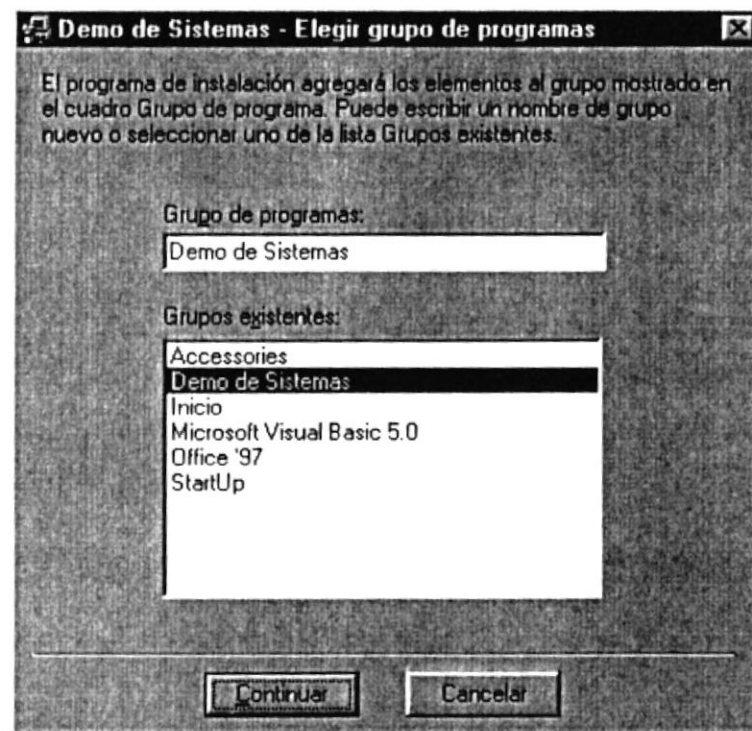 Demo de Sistemas - Elegir grupo de programas
El programa de instalación agregará los elementos al grupo mostrado en
el cuadro Grupo de programa. Puede escribir un nombre de grupo
nuevo o seleccionar uno de la lista Grupos existentes.
Grupo de programas:
Demo de Sistemas
Grupos existentes:
Accessories
Demo de Sistemas
Inicio
Microsoft Visual Basic 5.0
Office '97
StartUp
Continuar
Cancelar